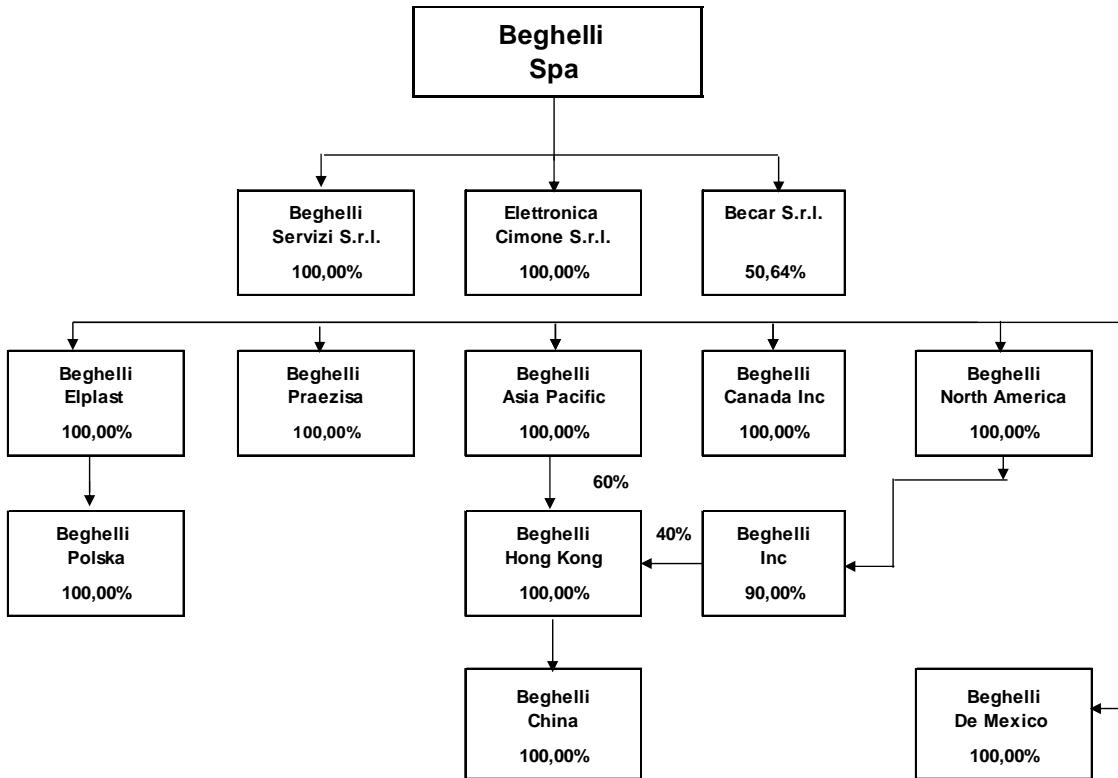 Beghelli
Spa
Beghelli
Servizi S.r.l.
100,00%
Elettronica
Cimone S.r.l.
100,00%
Becar S.r.l.
50,64%
Beghelli
Elplast
100,00%
Beghelli
Praezisa
100,00%
Beghelli
Asia Pacific
100,00%
Beghelli
Canada Inc
100,00%
Beghelli
North America
100,00%
60%
Beghelli
Polska
100,00%
Beghelli
Hong Kong
100,00%
40%
Beghelli
Inc
90,00%
Beghelli
China
100,00%
Beghelli
De Mexico
100,00%